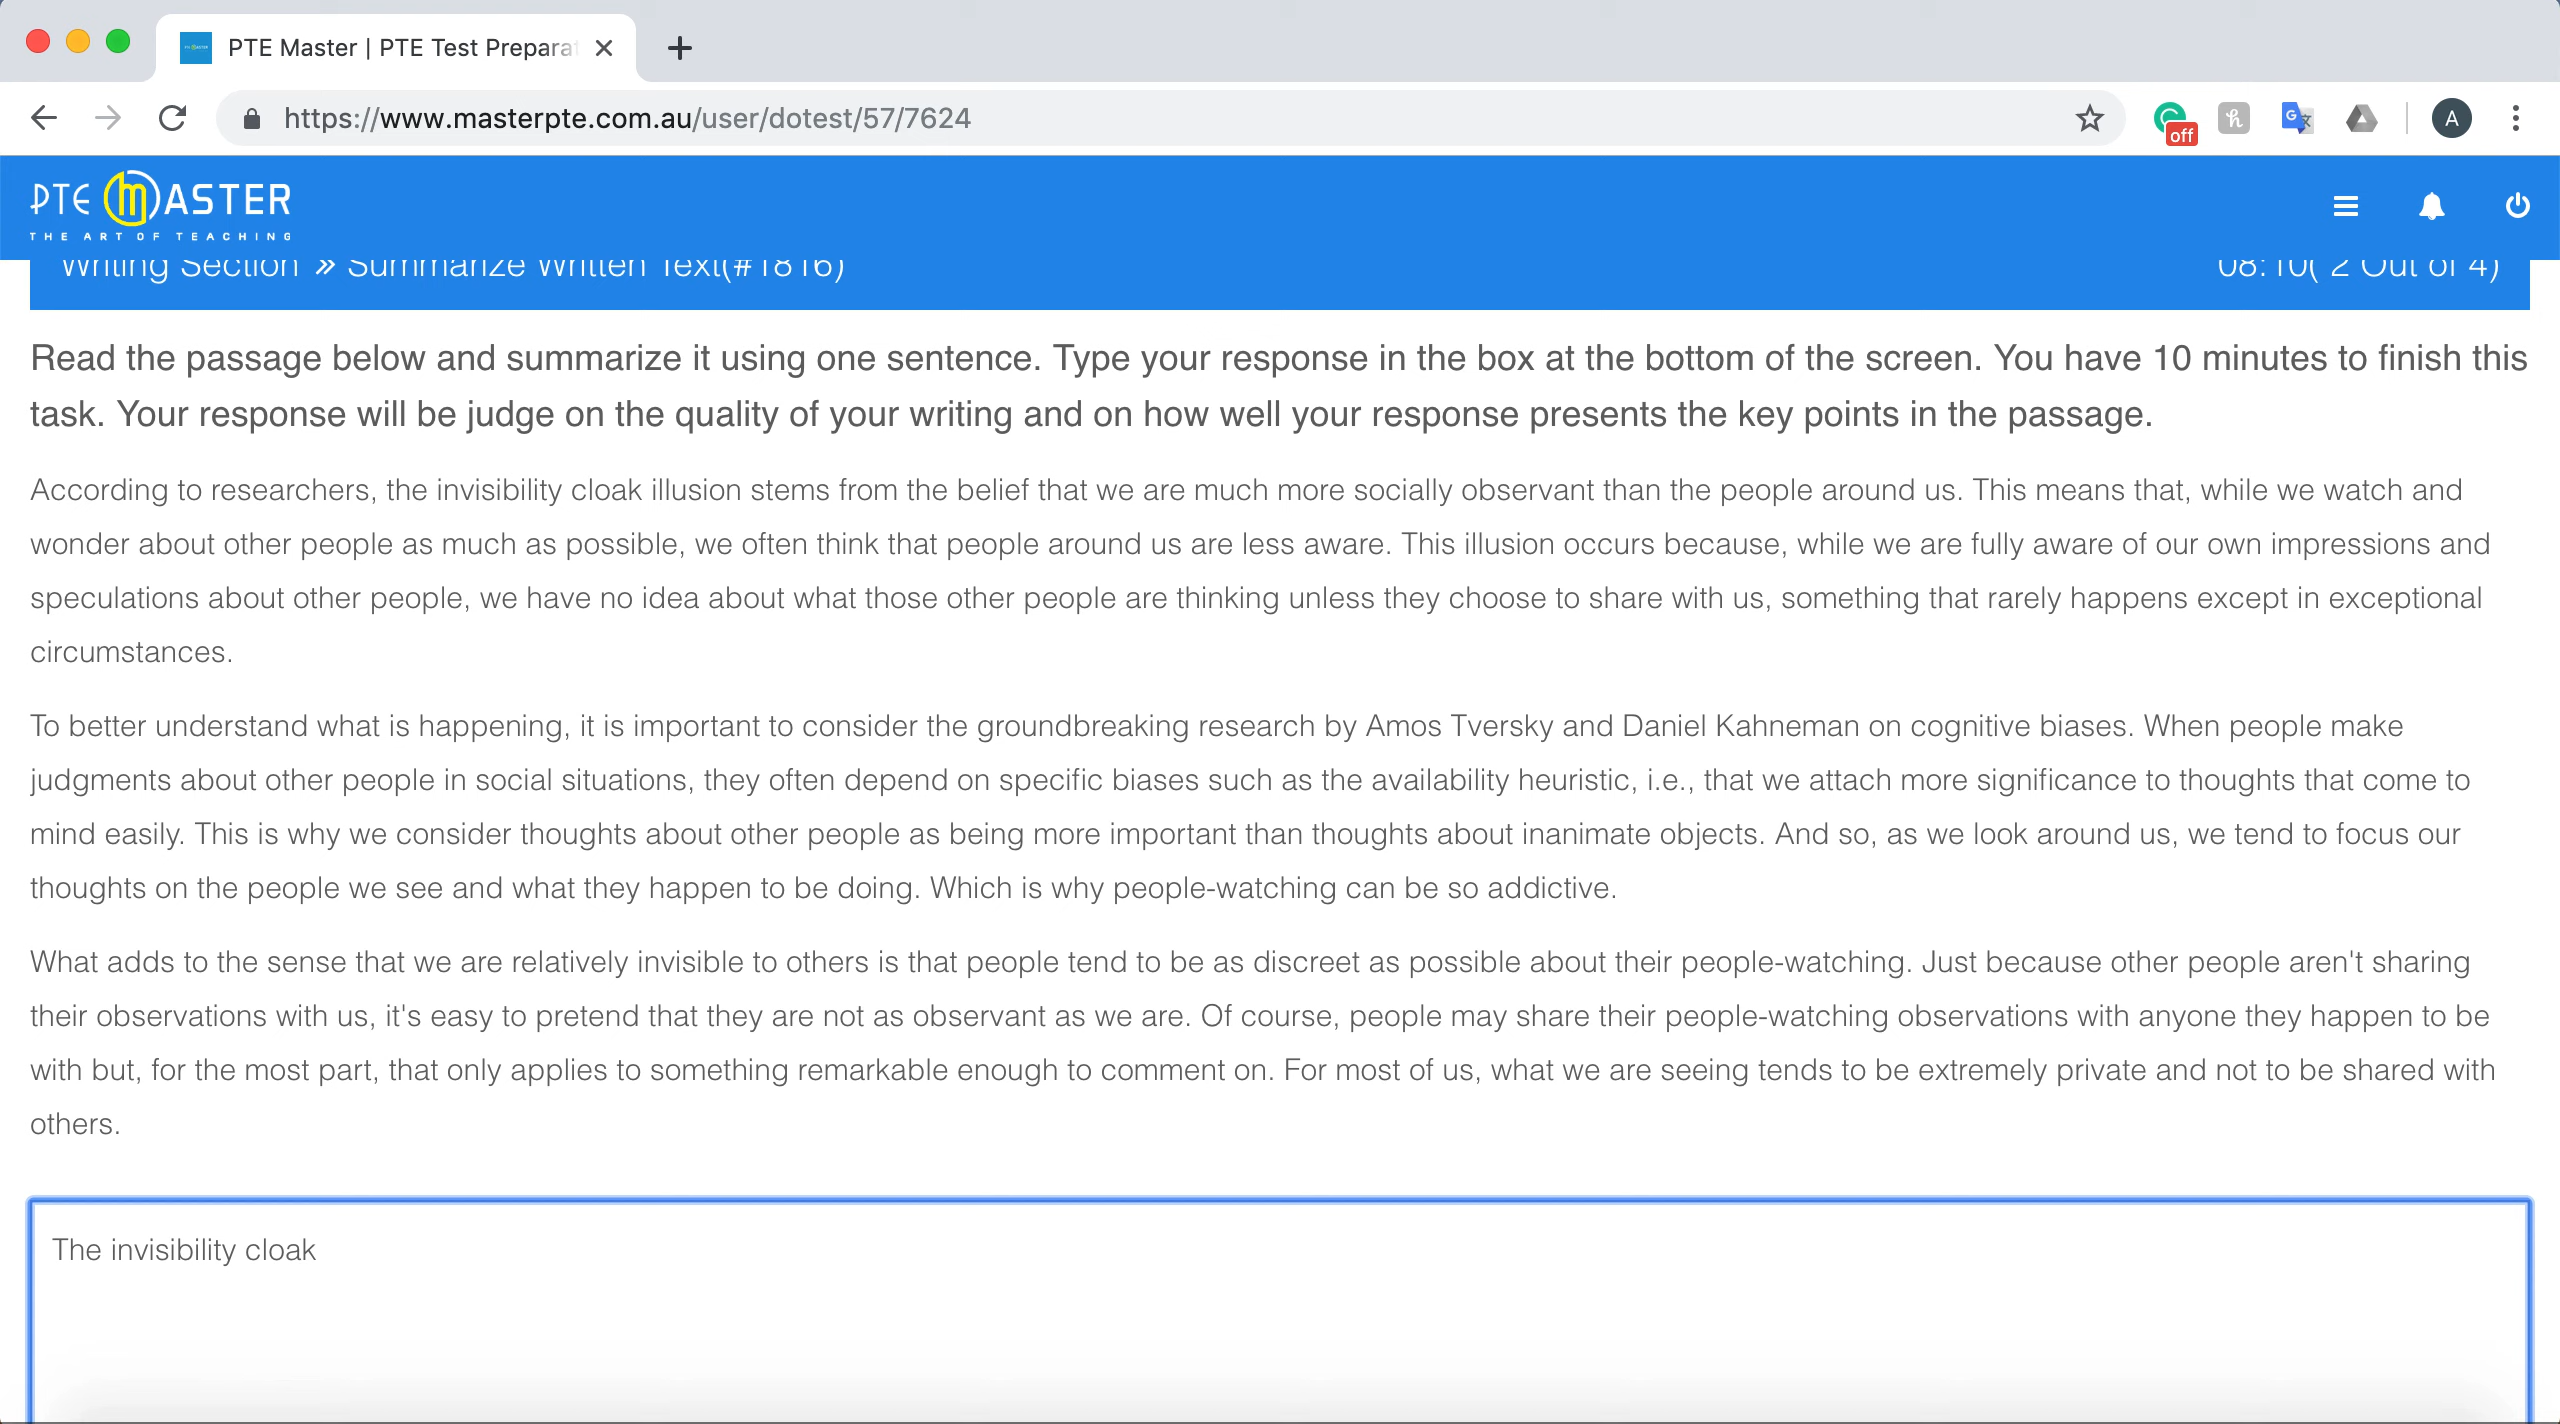 PTE Master | PTE Test Preparat
https://www.masterpte.com.au/user/dotest/57/7624
off
A
PTE MASTER
THE ART OF TEACHING
Writing Section » Summarize Written Text(#1816)
08:10( 2 Out of 4)
Read the passage below and summarize it using one sentence. Type your response in the box at the bottom of the screen. You have 10 minutes to finish this
task. Your response will be judge on the quality of your writing and on how well your response presents the key points in the passage.
According to researchers, the invisibility cloak illusion stems from the belief that we are much more socially observant than the people around us. This means that, while we watch and
wonder about other people as much as possible, we often think that people around us are less aware. This illusion occurs because, while we are fully aware of our own impressions and
speculations about other people, we have no idea about what those other people are thinking unless they choose to share with us, something that rarely happens except in exceptional
circumstances.
To better understand what is happening, it is important to consider the groundbreaking research by Amos Tversky and Daniel Kahneman on cognitive biases. When people make
judgments about other people in social situations, they often depend on specific biases such as the availability heuristic, i.e., that we attach more significance to thoughts that come to
mind easily. This is why we consider thoughts about other people as being more important than thoughts about inanimate objects. And so, as we look around us, we tend to focus our
thoughts on the people we see and what they happen to be doing. Which is why people-watching can be so addictive.
What adds to the sense that we are relatively invisible to others is that people tend to be as discreet as possible about their people-watching. Just because other people aren't sharing
their observations with us, it's easy to pretend that they are not as observant as we are. Of course, people may share their people-watching observations with anyone they happen to be
with but, for the most part, that only applies to something remarkable enough to comment on. For most of us, what we are seeing tends to be extremely private and not to be shared with
others.
The invisibility cloak